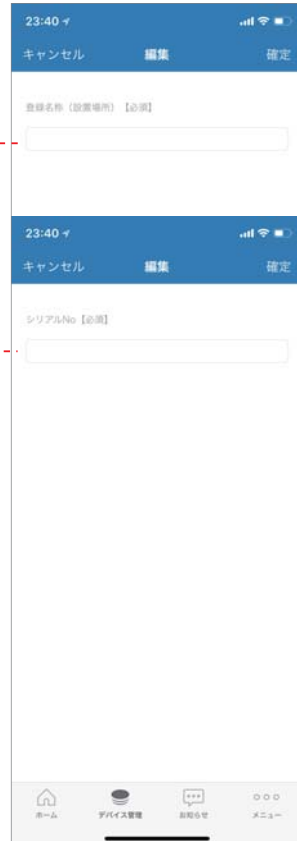 23:40
キャンセル 編集 確定
登録名称（設置場所）【必須】
23:40
キャンセル 編集 確定
シリアルNo【必須】
ホーム デバイス管理 お知らせ メニュー